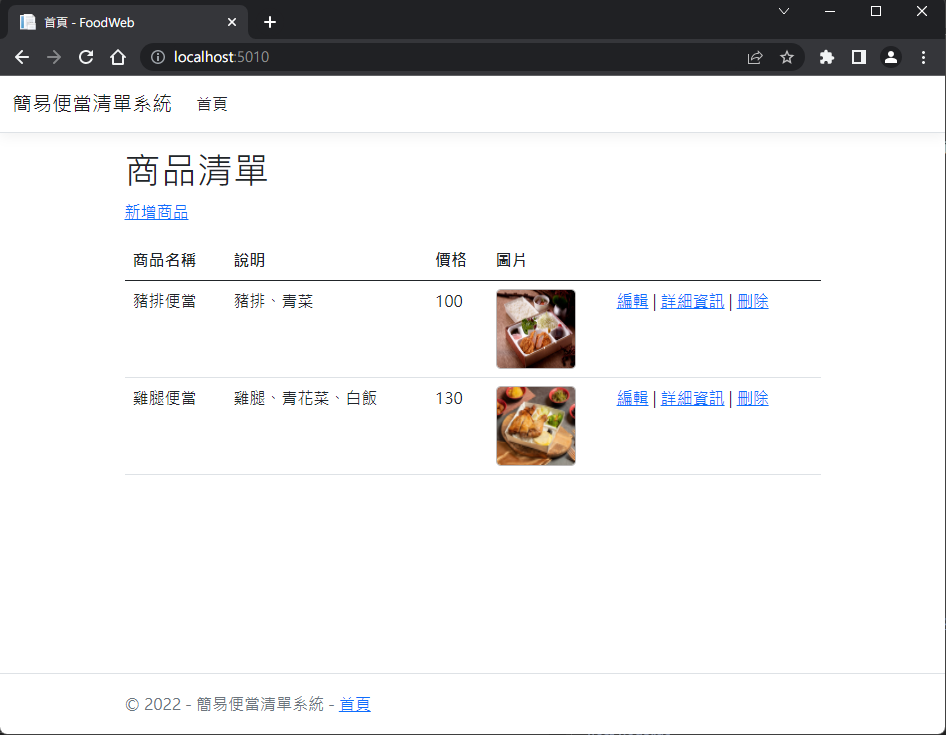 首頁 - FoodWeb
localhost:5010
簡易便當清單系統 首頁
商品清單
新增商品
商品名稱 說明 價格 圖片
豬排便當 豬排、青菜 100 編輯 | 詳細資訊 | 刪除
雞腿便當 雞腿、青花菜、白飯 130 編輯 | 詳細資訊 | 刪除
© 2022 - 簡易便當清單系統 - 首頁